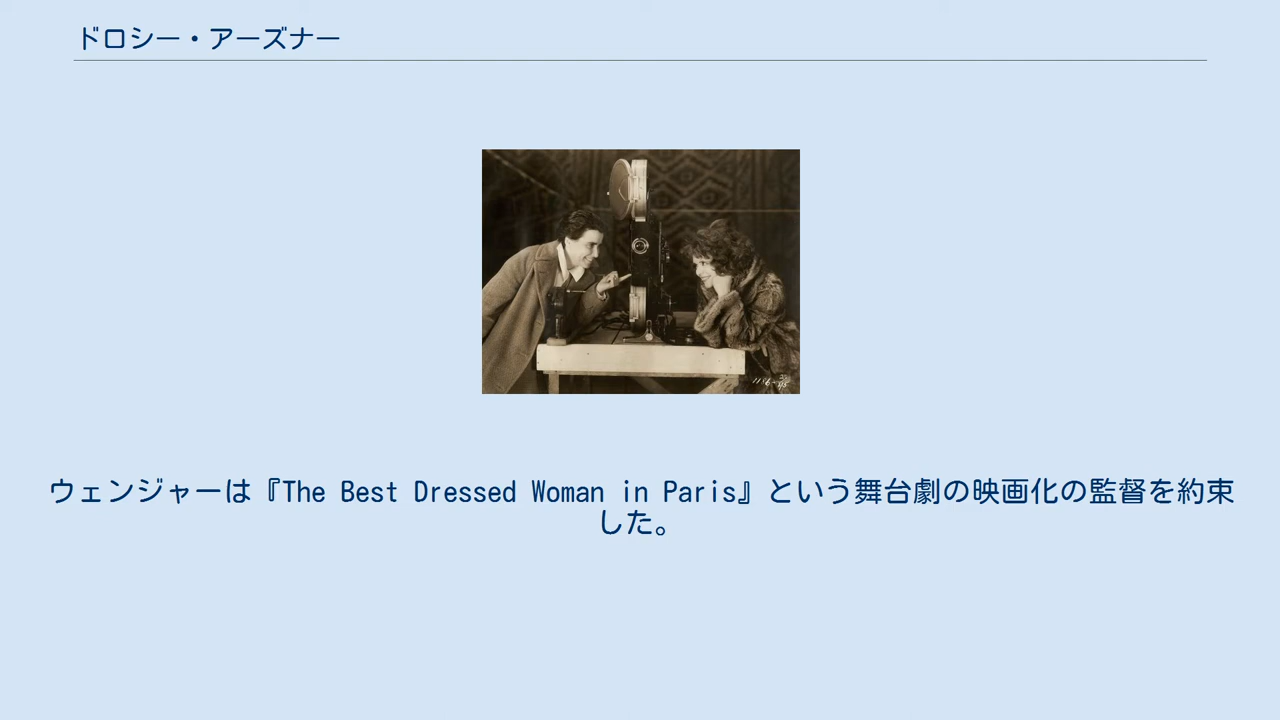 ドロシー・アーズナー
ウェンジャーは『The Best Dressed Woman in Paris』という舞台劇の映画化の監督を約束
した。